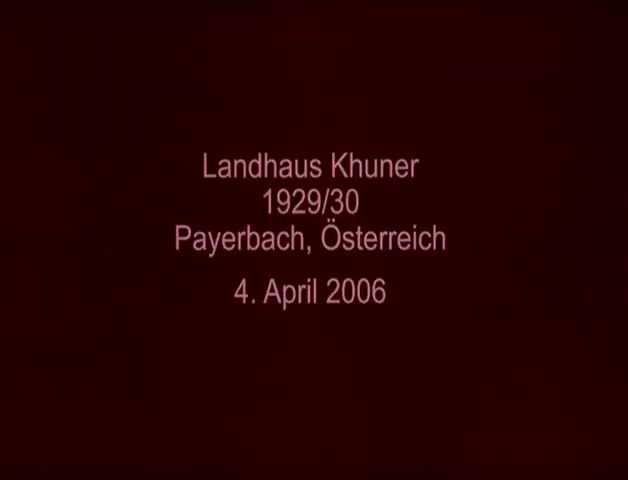 Landhaus Khuner
1929/30
Payerbach, Österreich
4. April 2006